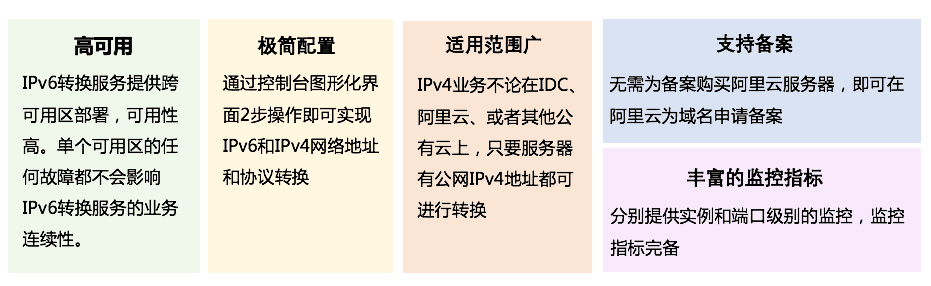 高可用
IPv6转换服务提供跨
可用区部署，可用性
高。单个可用区的任
何故障都不会影响
IPv6转换服务的业务
连续性。
极简配置
通过控制台图形化界
面2步操作即可实现
IPv6和IPv4网络地址
和协议转换
适用范围广
IPv4业务不论在IDC、
阿里云、或者其他公
有云上，只要服务器
有公网IPv4地址都可
进行转换
支持备案
无需为备案购买阿里云服务器，即可在
阿里云为域名申请备案
丰富的监控指标
分别提供实例和端口级别的监控，监控
指标完备